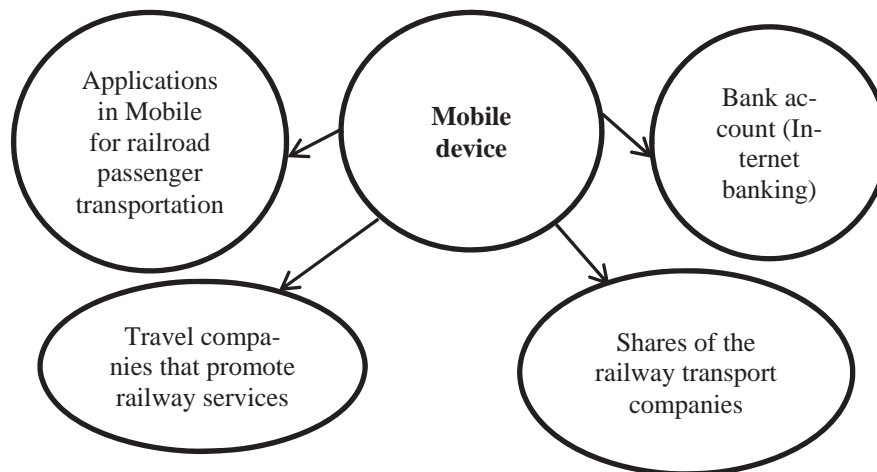 Applications
in Mobile
for railroad
passenger
transportation
Mobile
device
Bank ac-
count (In-
ternet
banking)
Travel compa-
nies that promote
railway services
Shares of the
railway transport
companies